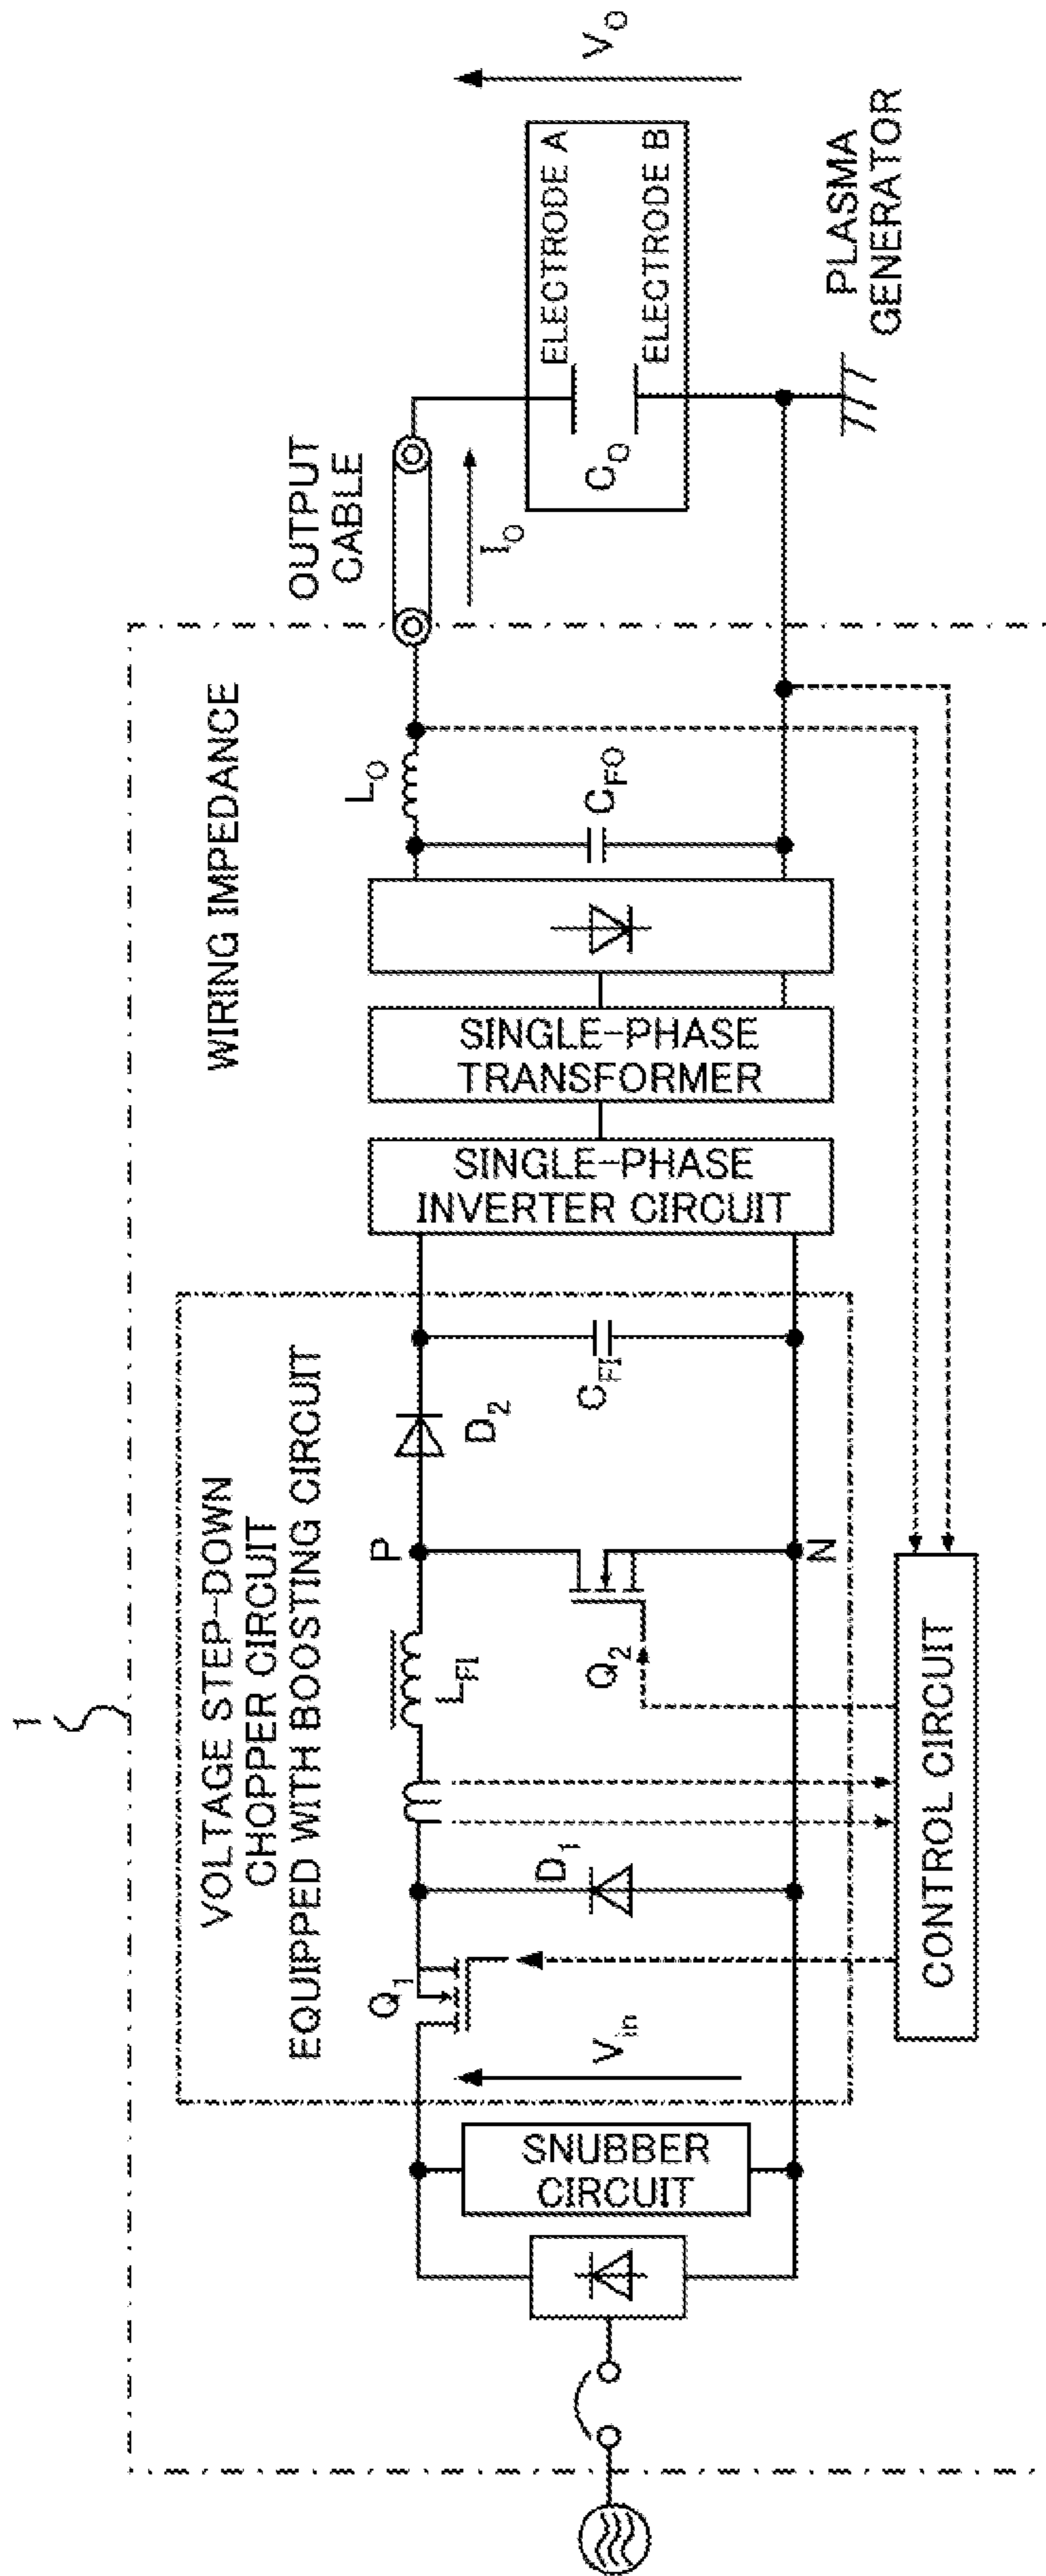 1
VOLTAGE STEP-DOWN
CHOPPER CIRCUIT
EQUIPPED WITH BOOSTING CIRCUIT
WIRING IMPEDANCE
OUTPUT
CABLE
SNUBBER
CIRCUIT
Vin
Q1
D1
LFI
P
Q2
N
D2
CFI
SINGLE-PHASE
INVERTER CIRCUIT
SINGLE-PHASE
TRANSFORMER
LO
CFO
IO
CO
ELECTRODE A
ELECTRODE B
VO
PLASMA
GENERATOR
CONTROL CIRCUIT